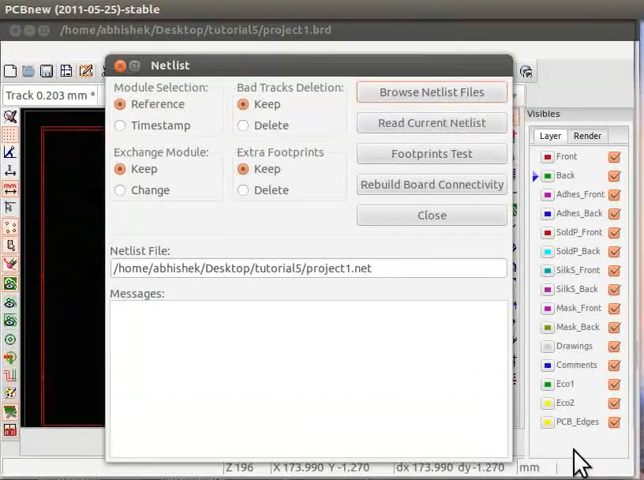 PCBnew (2011-05-25)-stable
/home/abhishek/Desktop/tutorial5/project1.brd
Netlist
Module Selection:
Reference
Timestamp
Bad Tracks Deletion:
Keep
Delete
Browse Netlist Files
Read Current Netlist
Exchange Module:
Keep
Change
Extra Footprints
Keep
Delete
Footprints Test
Rebuild Board Connectivity
Close
Netlist File:
/home/abhishek/Desktop/tutorial5/project1.net
Messages:
Track 0.203 mm *
Visibles
Layer Render
Front
Back
Adhes_Front
Adhes_Back
SoldP_Front
SoldP_Back
SilkS_Front
SilkS_Back
Mask_Front
Mask_Back
Drawings
Comments
Eco1
Eco2
PCB_Edges
Z 196 X 173.990 Y -1.270 dx 173.990 dy -1.270 mm